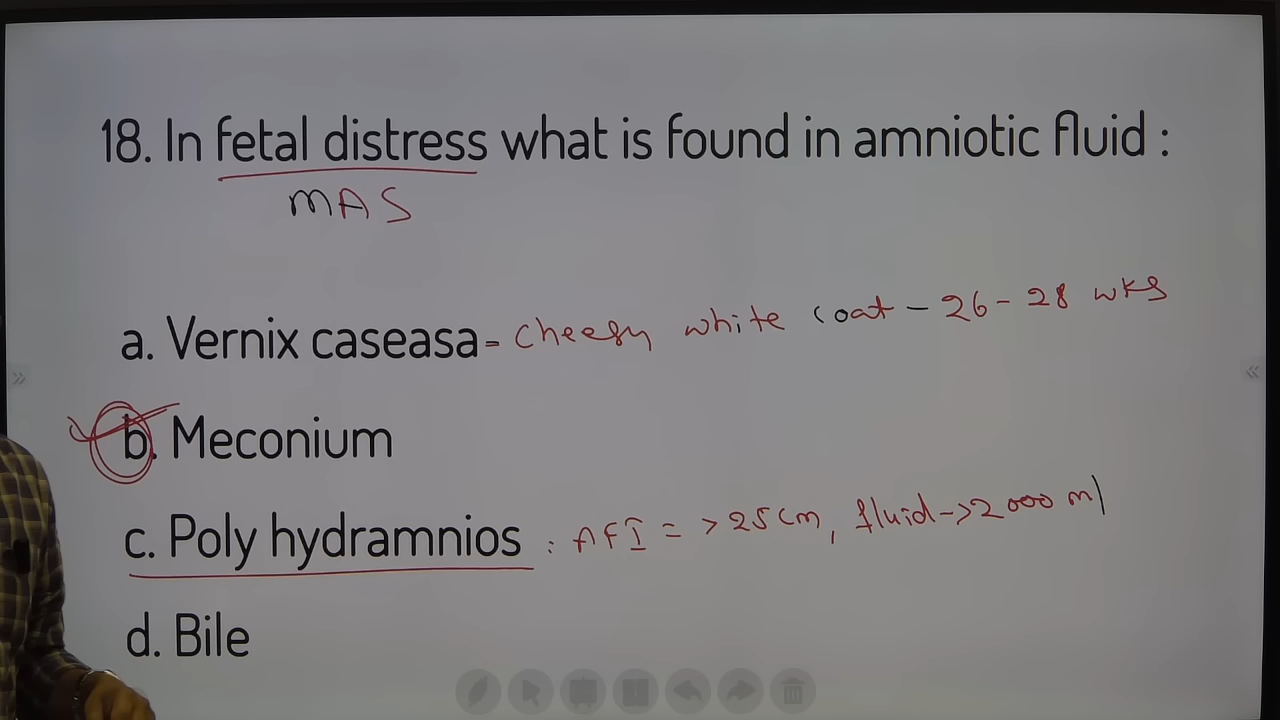 18. In fetal distress what is found in amniotic fluid :
MAS
a. Vernix caseasa = cheesy white coat - 26 - 28 wks
b. Meconium
c. Poly hydramnios : AFI = > 25 cm, fluid -> 2000 ml
d. Bile